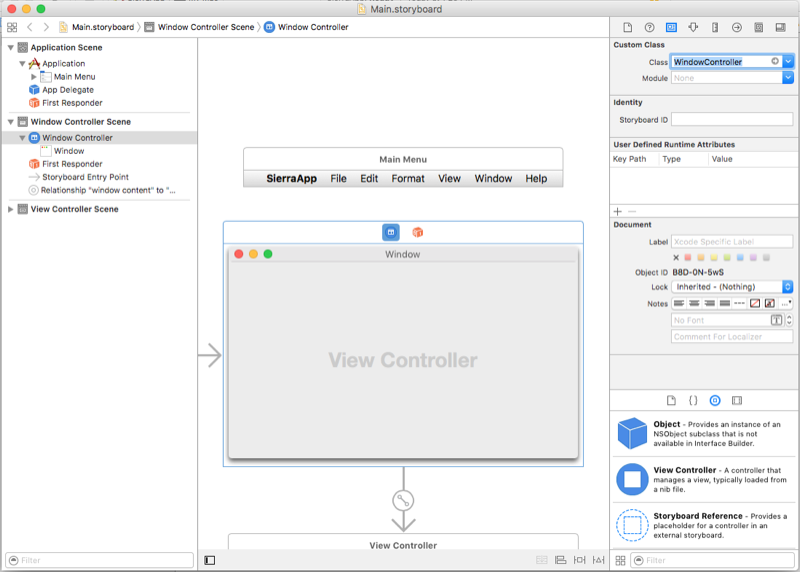 Main.storyboard
Main.storyboard
Window Controller Scene
Window Controller
Application Scene
Application
Main Menu
App Delegate
First Responder
Window Controller Scene
Window Controller
Window
First Responder
Storyboard Entry Point
Relationship "window content" to "...
View Controller Scene
Filter
Main Menu
SierraApp File Edit Format View Window Help
Window
View Controller
View Controller
Custom Class
Class WindowController
Module None
Identity
Storyboard ID
User Defined Runtime Attributes
Key Path Type Value
Document
Label Xcode Specific Label
Object ID B8D-0N-5wS
Lock Inherited - (Nothing)
Notes
No Font
Comment For Localizer
Object - Provides an
instance of an
NSObject subclass that is not
available in Interface Builder.
View Controller - A controller that
manages a view, typically loaded from
a nib file.
Storyboard Reference - Provides a
placeholder for a controller in an
external storyboard.
Filter